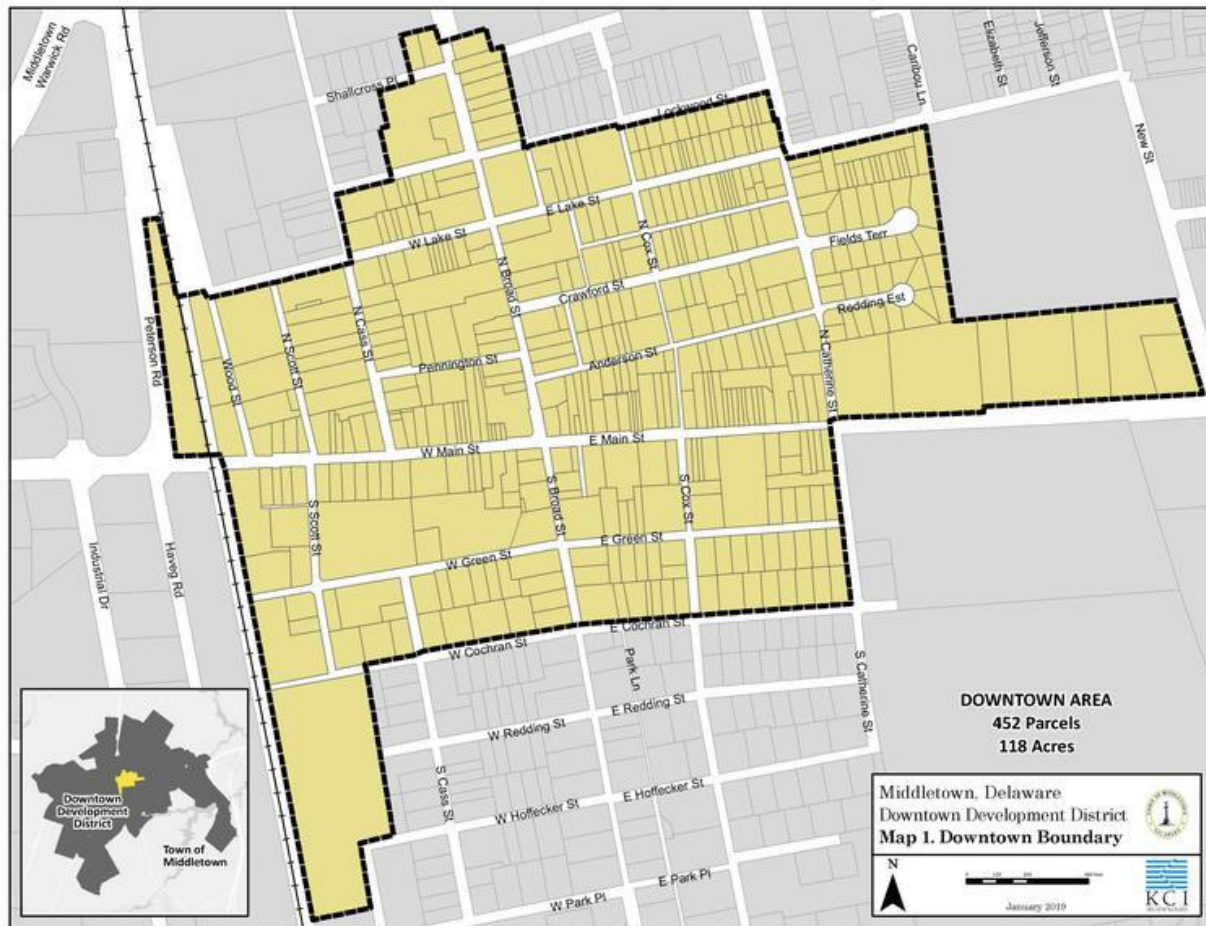 Middletown
Warwick Rd
Shallcross Pl
Lockwood St
Caribou Ln
Elizabeth St
Jefferson St
New St
E Lake St
W Lake St
N Cox St
Fields Terr
N Broad St
Crawford St
Redding Est
Peterson Rd
Wood St
N Scott St
N Cass St
Pennington St
Anderson St
N Catherine St
W Main St
E Main St
S Scott St
S Broad St
S Cox St
E Green St
W Green St
Industrial Dr
Haveg Rd
E Cochran St
W Cochran St
Park Ln
S Catherine St
E Redding St
W Redding St
S Cass St
E Hoffecker St
W Hoffecker St
E Park Pl
W Park Pl
DOWNTOWN AREA
452 Parcels
118 Acres
Downtown
Development
District
Town of
Middletown
Middletown, Delaware
Downtown Development District
Map 1. Downtown Boundary
N
January 2019
KCI